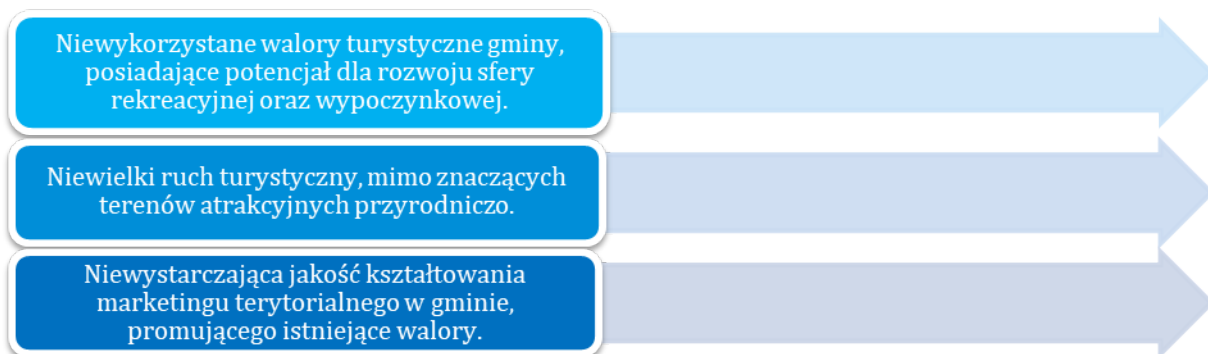 Niewykorzystane walory turystyczne gminy,
posiadające potencjał dla rozwoju sfery
rekreacyjnej oraz wypoczynkowej.
Niewielki ruch turystyczny, mimo znaczących
terenów atrakcyjnych przyrodniczo.
Niewystarczająca jakość kształtowania
marketingu terytorialnego w gminie,
promującego istniejące walory.